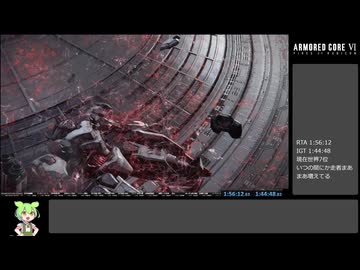 ARMORED CORE VI
FIRES OF RUBICON
1:56:12
1:44:48
RTA 1:56:12
IGT 1:44:48
現在世界7位
いつの間にか走者まあ
まあ増えてる